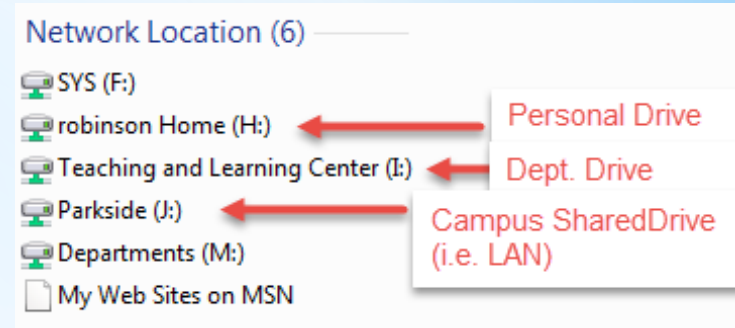 Network Location (6)
SYS (F:)
robinson Home (H:)
Personal Drive
Teaching and Learning Center (I:)
Dept. Drive
Parkside (J:)
Campus SharedDrive
(i.e. LAN)
Departments (M:)
My Web Sites on MSN